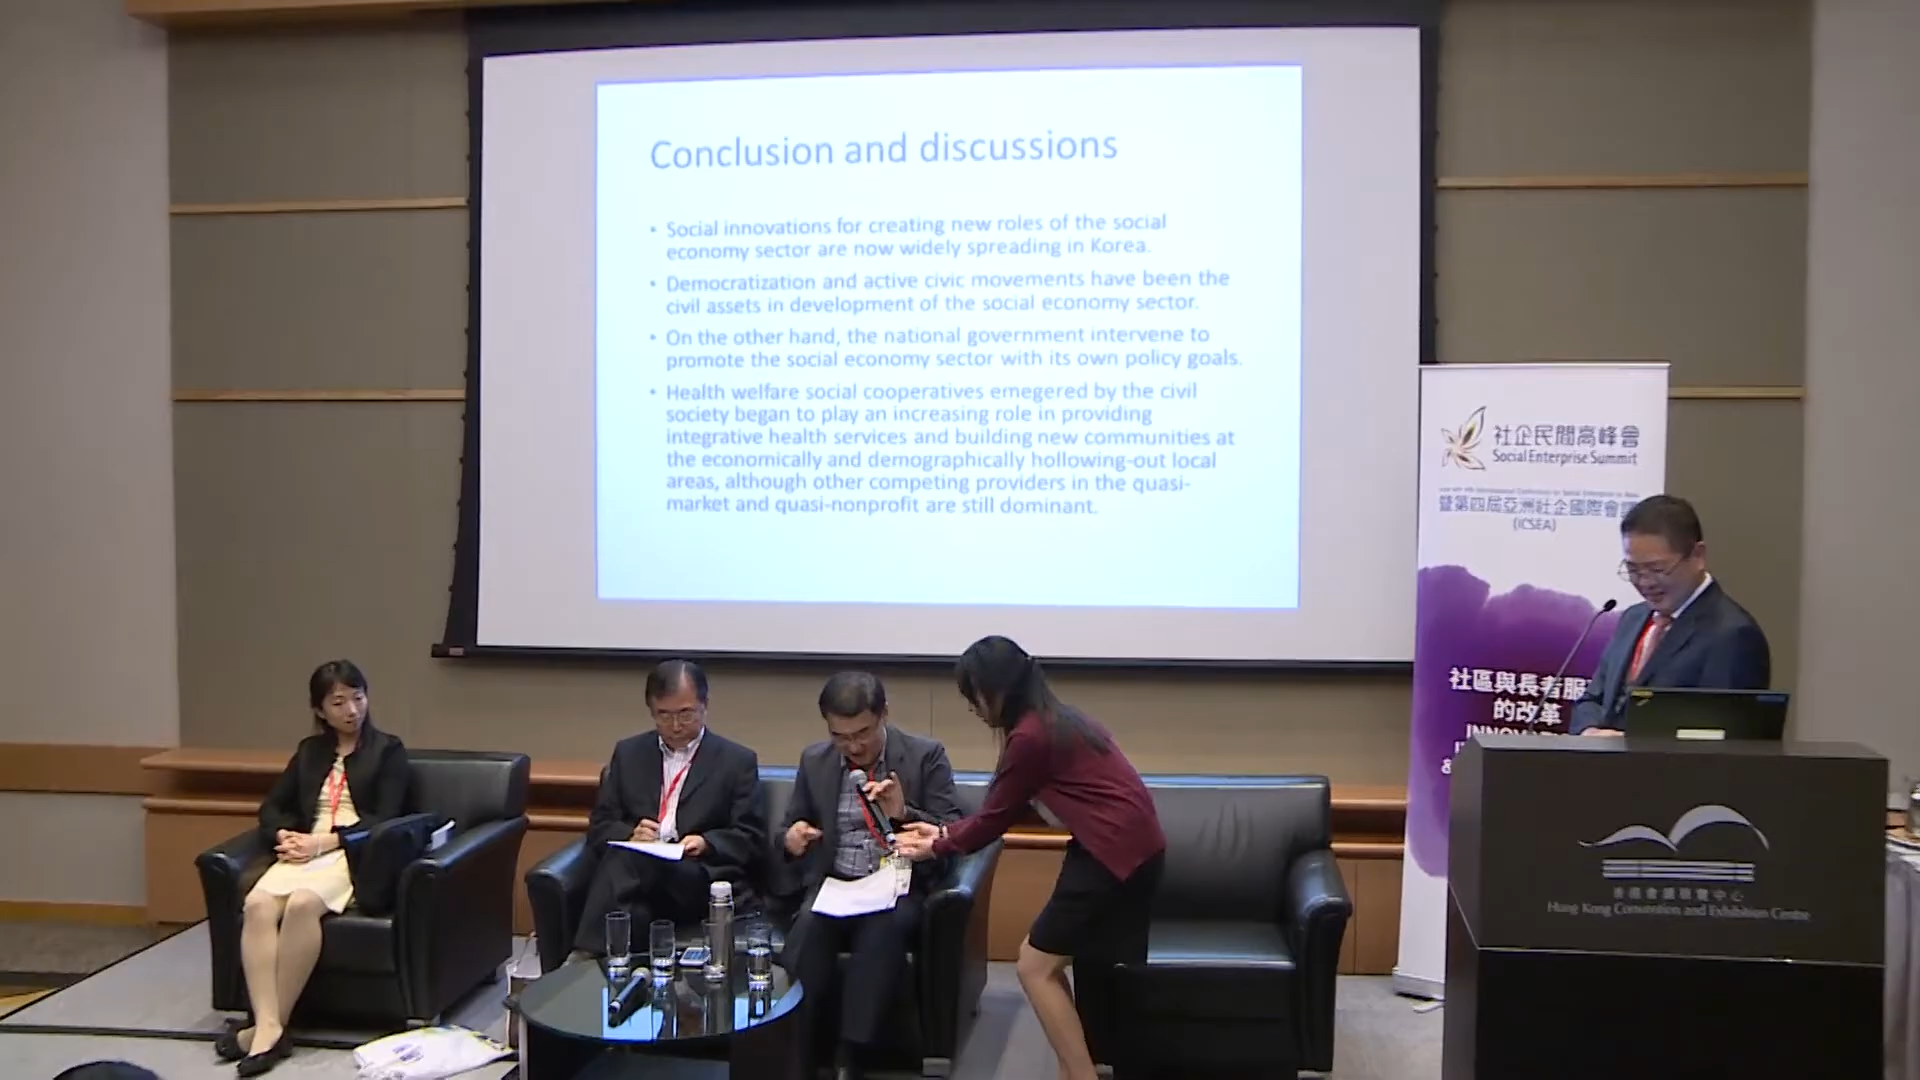 Conclusion and discussions
• Social innovations for creating new roles of the social
economy sector are now widely spreading in Korea.
• Democratization and active civic movements have been the
civil assets in development of the social economy sector.
• On the other hand, the national government intervene to
promote the social economy sector with its own policy goals.
• Health welfare social cooperatives emegered by the civil
society began to play an increasing role in providing
integrative health services and building new communities at
the economically and demographically hollowing-out local
areas, although other competing providers in the quasi-
market and quasi-nonprofit are still dominant.
社企民間高峰會
Social Enterprise Summit
暨第四屆亞洲社企國際會
(ICSEA)
社區與長者服
的改革
香港會議展覽中心
Hong Kong Convention and Exhibition Centre